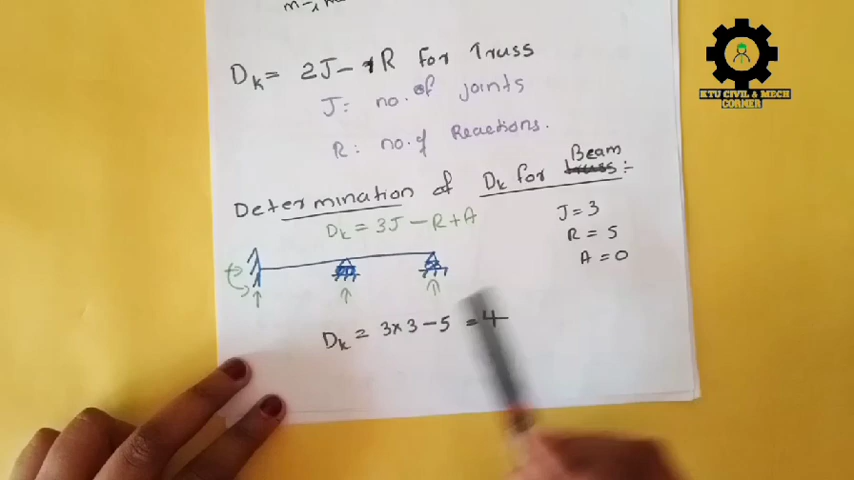 Dk = 2J - R for Truss
J: no. of joints
R: no. of Reactions.
Determination of Dk for Beam :-
Dk = 3J - R + A
J = 3
R = 5
A = 0
Dk = 3x3 - 5 = 4
KTU CIVIL & MECH
CORNER